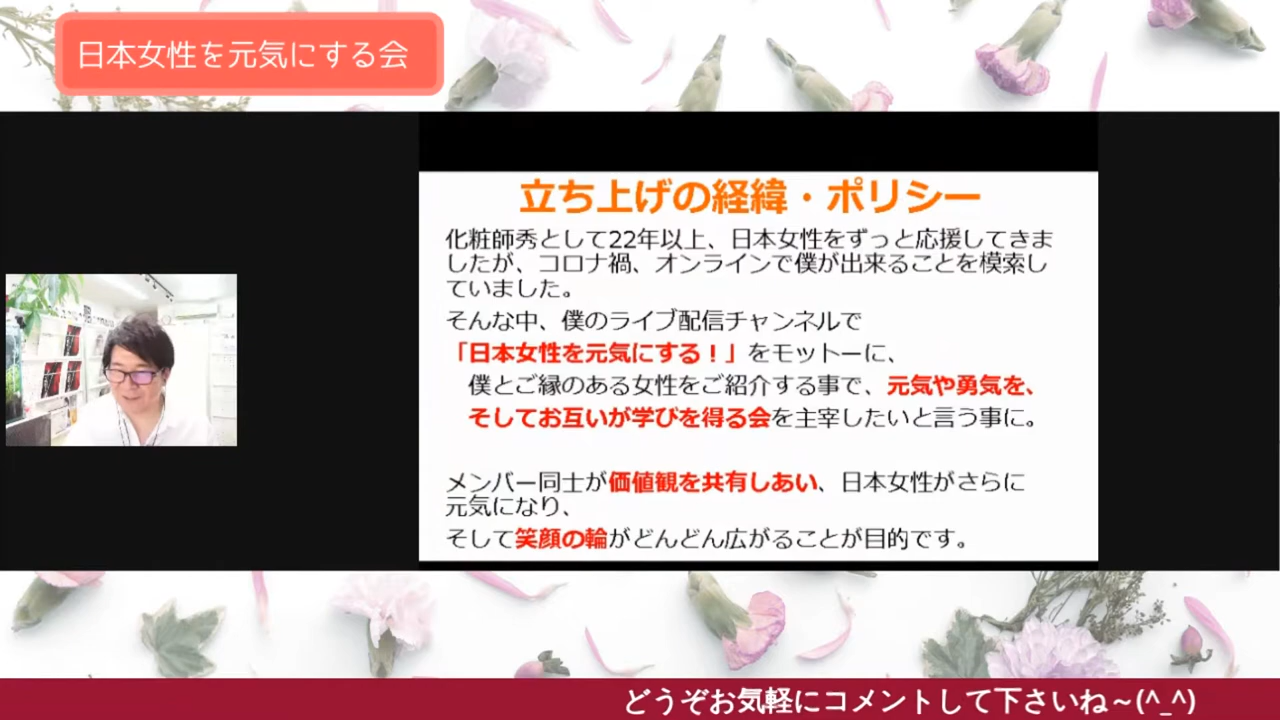 日本女性を元気にする会
立ち上げの経緯・ポリシー
化粧師秀として22年以上、日本女性をずっと応援してきま
したが、コロナ禍、オンラインで僕が出来ることを模索し
ていました。
そんな中、僕のライブ配信チャンネルで
「日本女性を元気にする！」をモットーに、
僕とご縁のある女性をご紹介する事で、元気や勇気を、
そしてお互いが学びを得る会を主宰したいと言う事に。
メンバー同士が価値観を共有しあい、日本女性がさらに
元気になり、
そして笑顔の輪がどんどん広がることが目的です。
どうぞお気軽にコメントして下さいね～(^_^)